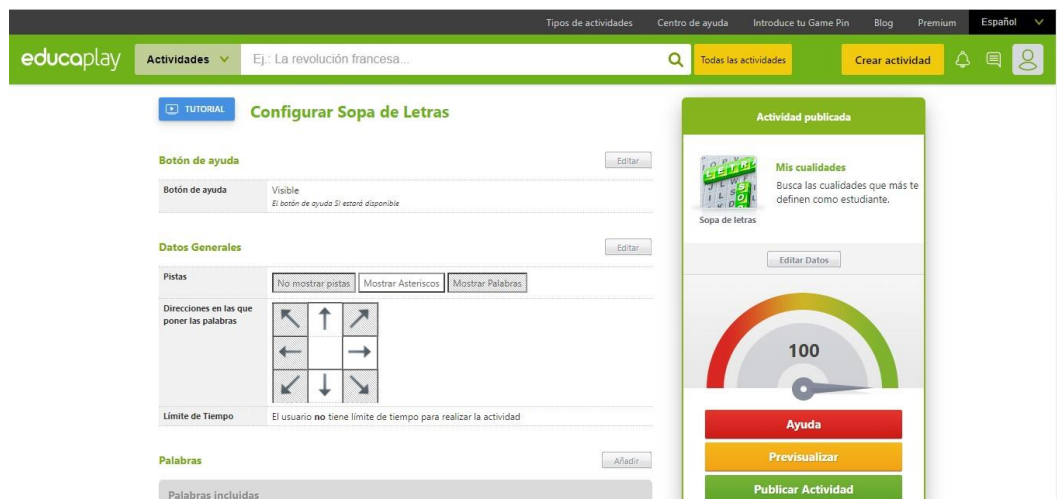 Tipos de actividades Centro de ayuda Introduce tu Game Pin Blog Premium Español
educaplay Actividades Ej.: La revolución francesa... Todas las actividades Crear actividad
TUTORIAL Configurar Sopa de Letras
Botón de ayuda Editar
Botón de ayuda Visible
El botón de ayuda SI estará disponible
Datos Generales Editar
Pistas No mostrar pistas Mostrar Asteriscos Mostrar Palabras
Direcciones en las que
poner las palabras
Límite de Tiempo El usuario no tiene límite de tiempo para realizar la actividad
Palabras Añadir
Palabras incluidas
Actividad publicada
Mis cualidades
Busca las cualidades que más te
definen como estudiante.
Sopa de letras
Editar Datos
100
Ayuda
Previsualizar
Publicar Actividad